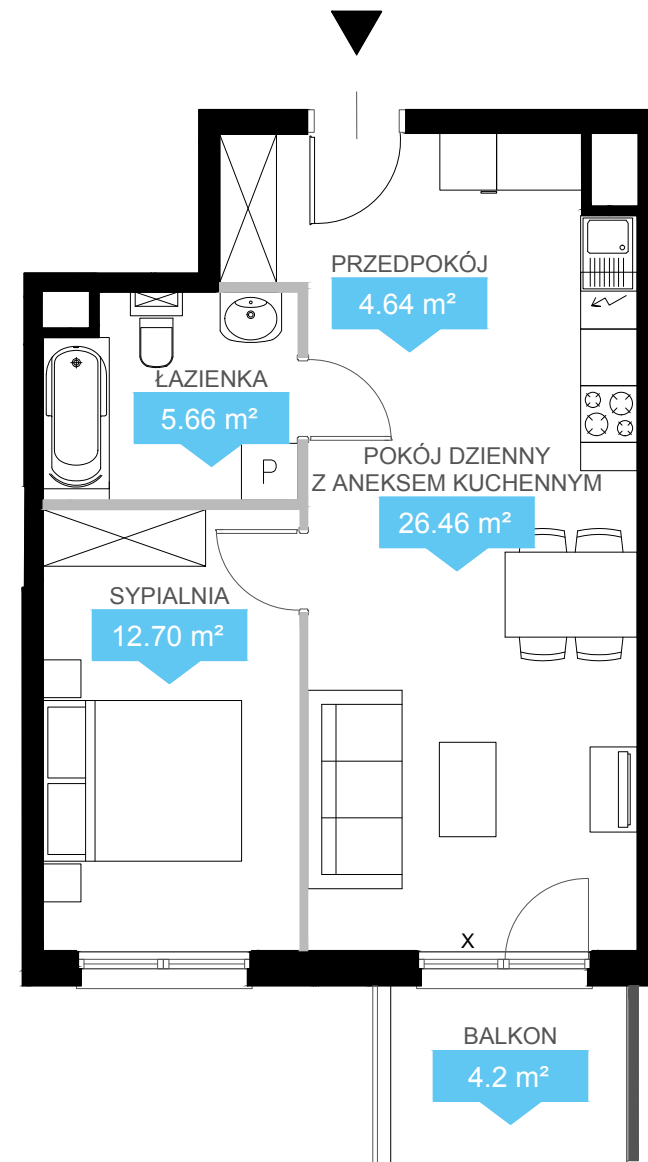 PRZEDPOKÓJ
4.64 m²
ŁAZIENKA
5.66 m²
P
POKÓJ DZIENNY
Z ANEKSEM KUCHENNYM
26.46 m²
SYPIALNIA
12.70 m²
X
BALKON
4.2 m²